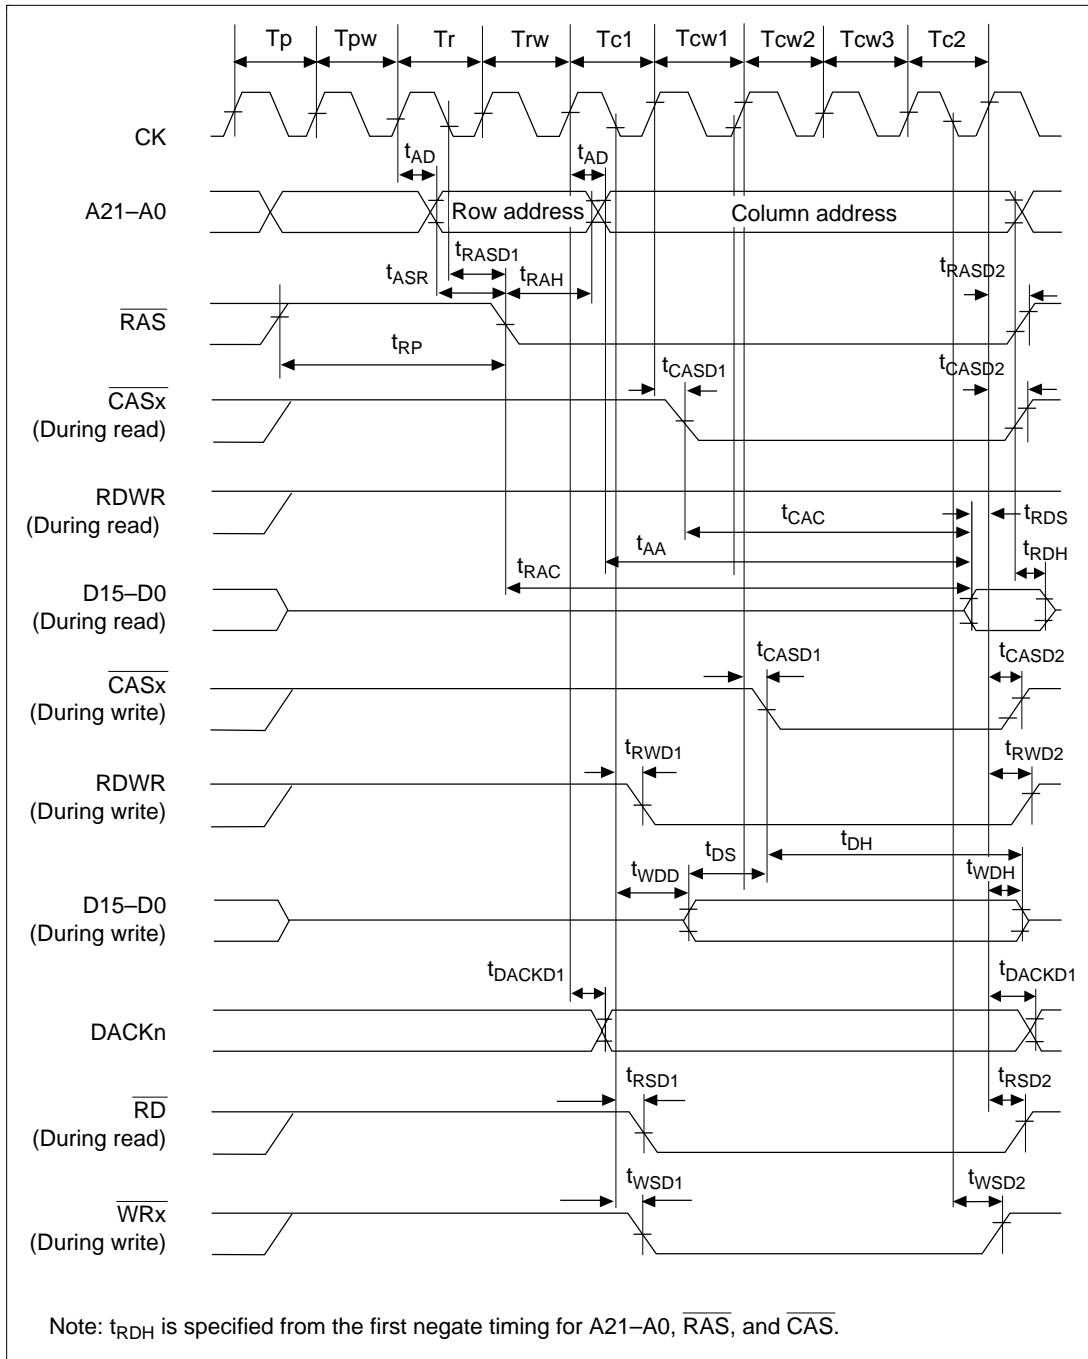 Tp Tpw Tr Trw Tc1 Tcw1 Tcw2 Tcw3 Tc2
CK
tAD tAD
A21–A0 Row address Column address
tRASD1 tRASD2
tASR tRAH
RAS
tRP
tCASD1 tCASD2
CASx
(During read)
RDWR
(During read)
tCAC tRDS
tAA tRDH
tRAC
D15–D0
(During read)
tCASD1 tCASD2
CASx
(During write)
tRWD1 tRWD2
RDWR
(During write)
tDS tDH
tWDD tWDH
D15–D0
(During write)
tDACKD1 tDACKD1
DACKn
tRSD1 tRSD2
RD
(During read)
tWSD1 tWSD2
WRx
(During write)
Note: tRDH is specified from the first negate timing for A21–A0, RAS, and CAS.